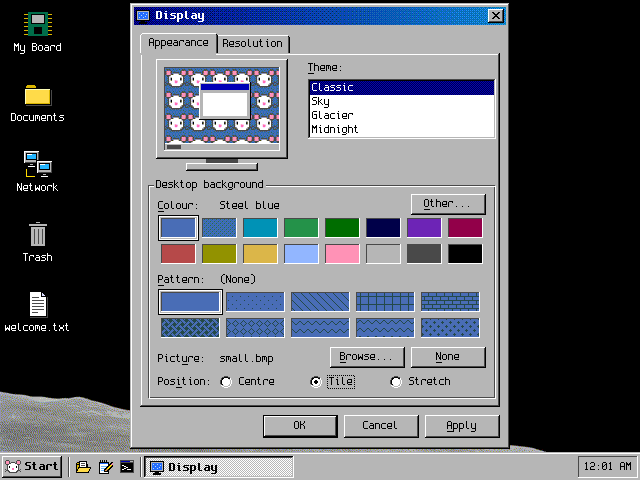 Display
My Board
Documents
Network
Trash
welcome.txt
Appearance
Resolution
Theme:
Classic
Sky
Glacier
Midnight
Desktop background
Colour: Steel blue
Other...
Pattern: (None)
Picture: small.bmp
Browse...
None
Position:
Centre
Tile
Stretch
OK
Cancel
Apply
Start
Display
12:01 AM